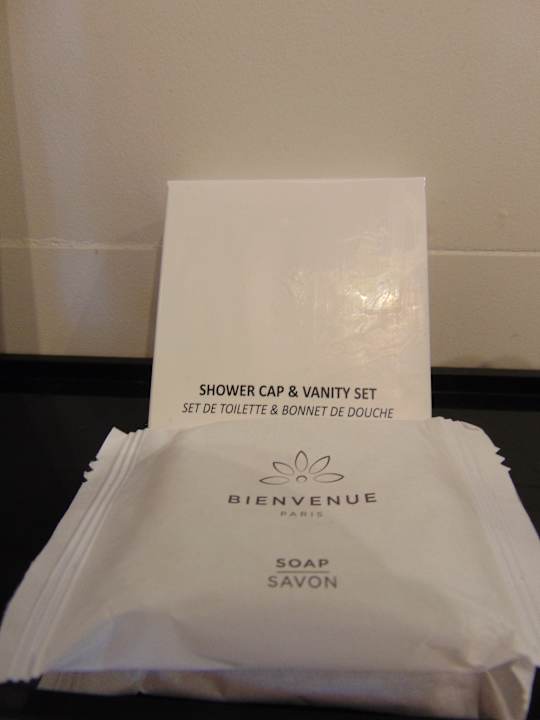 SHOWER CAP & VANITY SET
SET DE TOILETTE & BONNET DE DOUCHE
BIENVENUE
PARIS
SOAP
SAVON